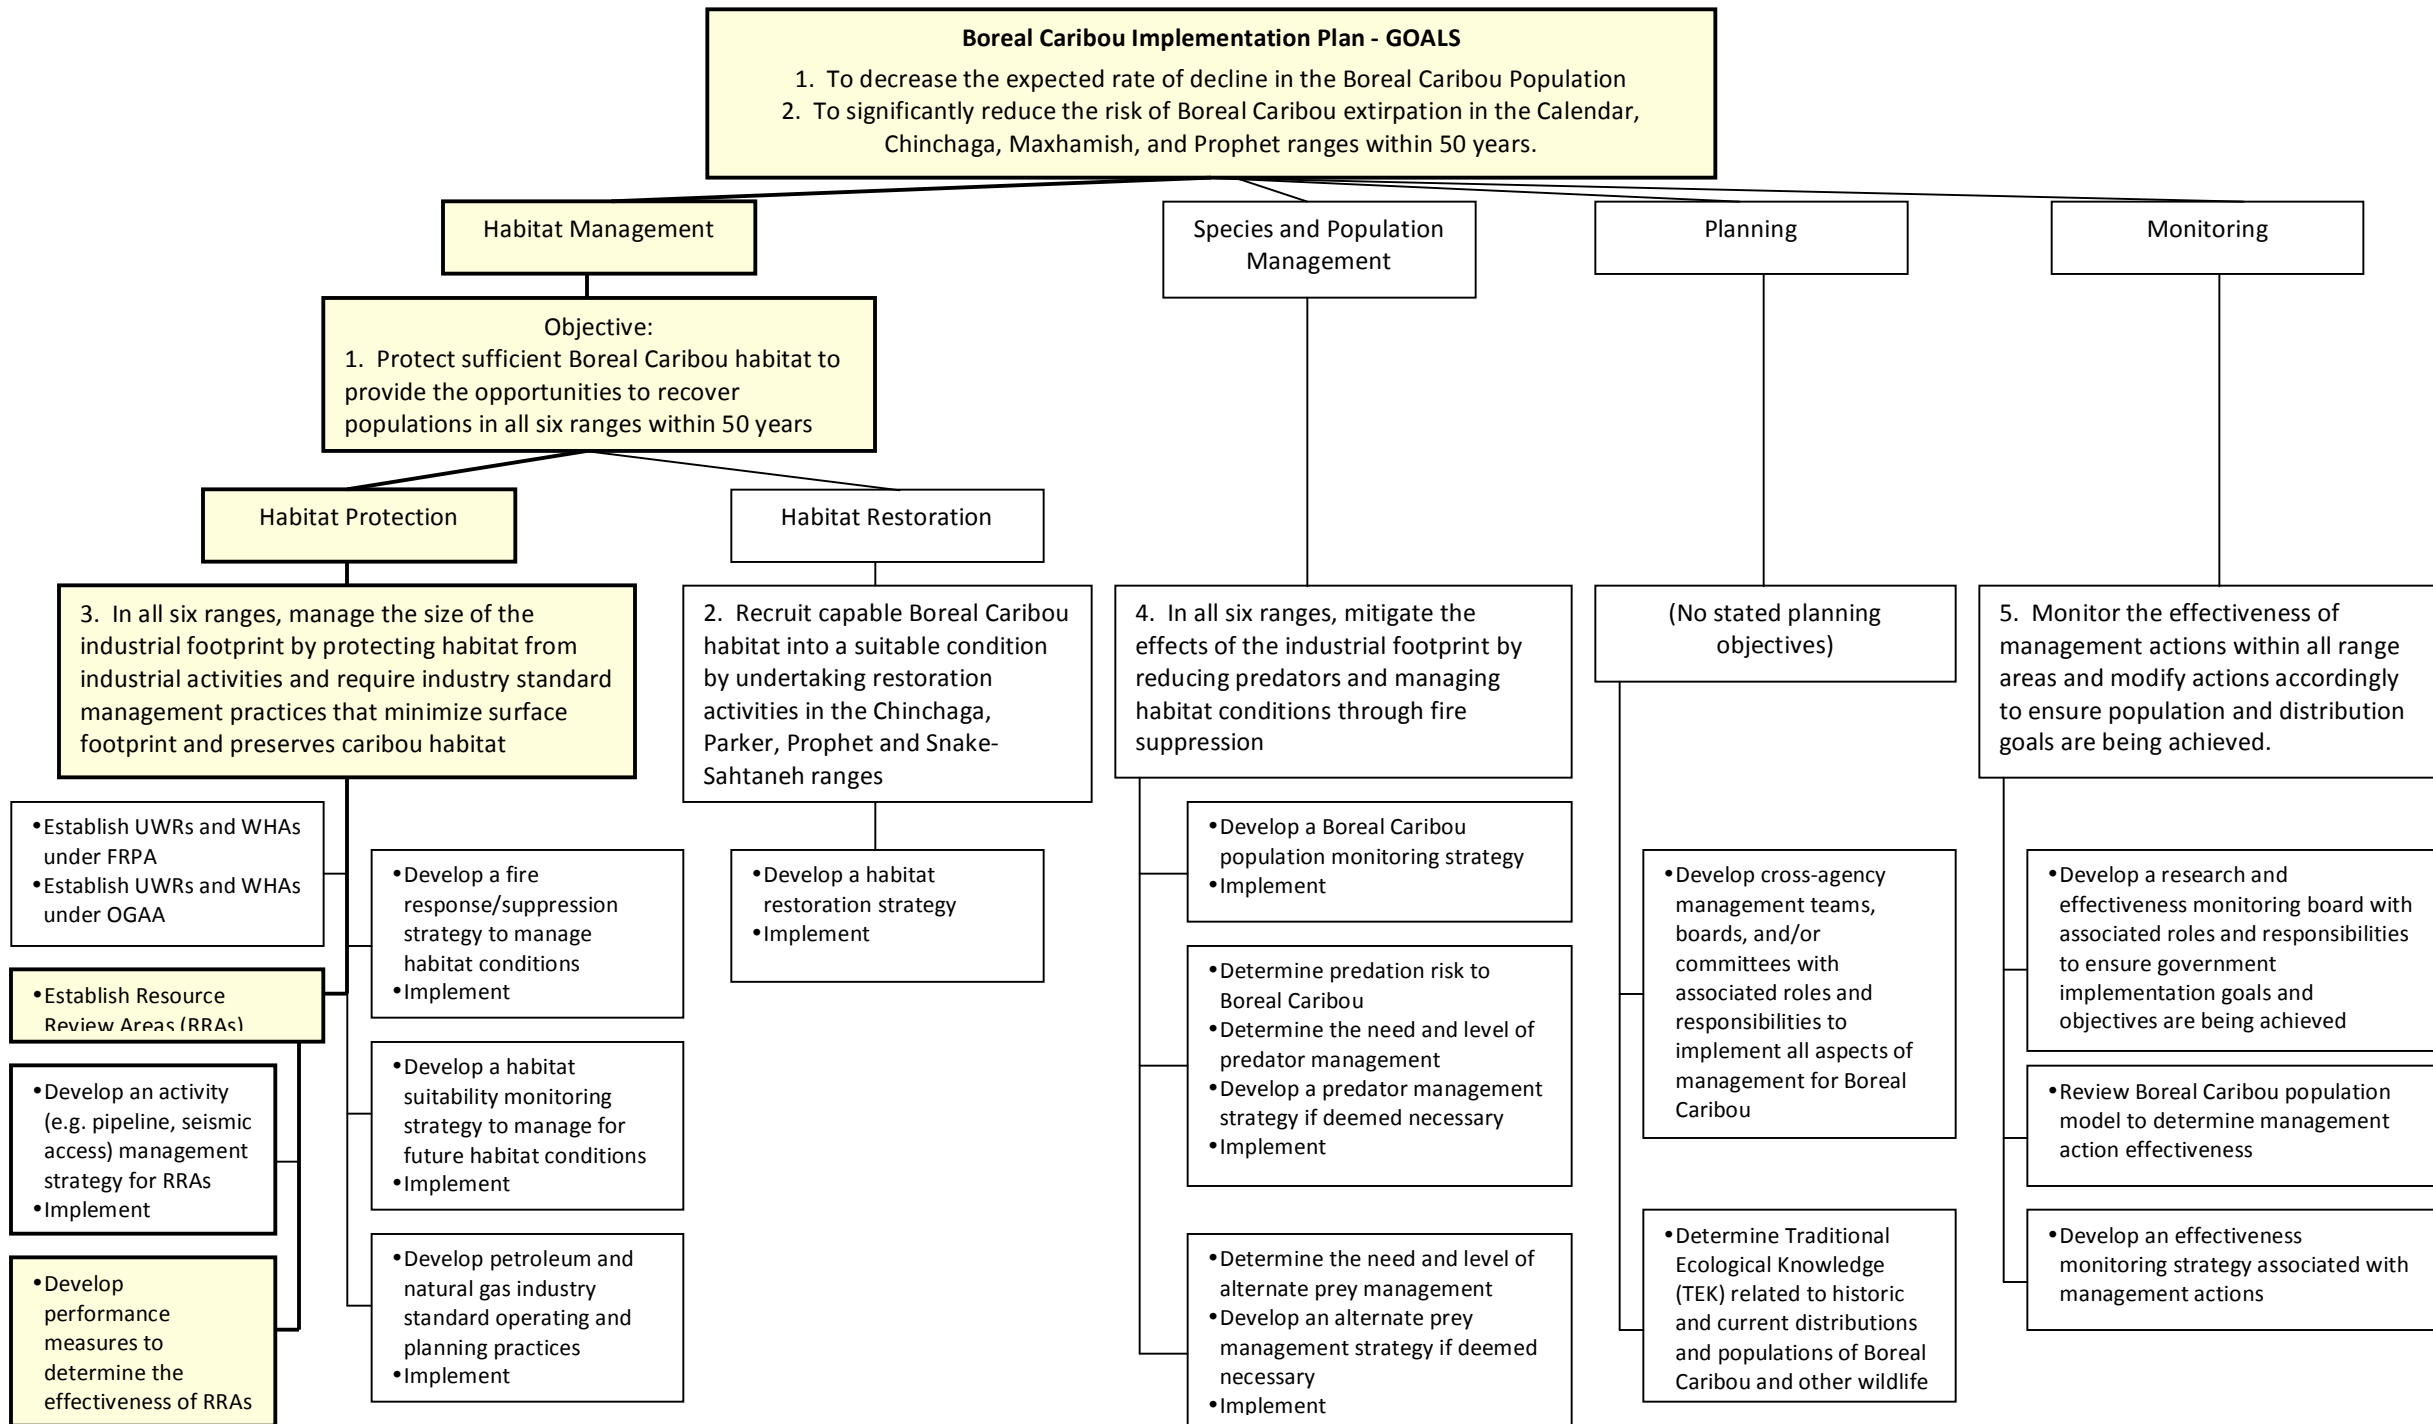 Boreal Caribou Implementation Plan - GOALS
1. To decrease the expected rate of decline in the Boreal Caribou Population
2. To significantly reduce the risk of Boreal Caribou extirpation in the Calendar,
Chinchaga, Maxhamish, and Prophet ranges within 50 years.
Habitat Management
Species and Population
Management
Planning
Monitoring
Objective:
1. Protect sufficient Boreal Caribou habitat to
provide the opportunities to recover
populations in all six ranges within 50 years
Habitat Protection
Habitat Restoration
3. In all six ranges, manage the size of the
industrial footprint by protecting habitat from
industrial activities and require industry standard
management practices that minimize surface
footprint and preserves caribou habitat
2. Recruit capable Boreal Caribou
habitat into a suitable condition
by undertaking restoration
activities in the Chinchaga,
Parker, Prophet and Snake-
Sahtaneh ranges
4. In all six ranges, mitigate the
effects of the industrial footprint by
reducing predators and managing
habitat conditions through fire
suppression
(No stated planning
objectives)
5. Monitor the effectiveness of
management actions within all range
areas and modify actions accordingly
to ensure population and distribution
goals are being achieved.
•Establish UWRs and WHAs
under FRPA
•Establish UWRs and WHAs
under OGAA
•Establish Resource
Review Areas (RRAs)
•Develop an activity
(e.g. pipeline, seismic
access) management
strategy for RRAs
•Implement
•Develop
performance
measures to
determine the
effectiveness of RRAs
•Develop a fire
response/suppression
strategy to manage
habitat conditions
•Implement
•Develop a habitat
suitability monitoring
strategy to manage for
future habitat conditions
•Implement
•Develop petroleum and
natural gas industry
standard operating and
planning practices
•Implement
•Develop a habitat
restoration strategy
•Implement
•Develop a Boreal Caribou
population monitoring strategy
•Implement
•Determine predation risk to
Boreal Caribou
•Determine the need and level of
predator management
•Develop a predator management
strategy if deemed necessary
•Implement
•Determine the need and level of
alternate prey management
•Develop an alternate prey
management strategy if deemed
necessary
•Implement
•Develop cross-agency
management teams,
boards, and/or
committees with
associated roles and
responsibilities to
implement all aspects of
management for Boreal
Caribou
•Determine Traditional
Ecological Knowledge
(TEK) related to historic
and current distributions
and populations of Boreal
Caribou and other wildlife
•Develop a research and
effectiveness monitoring board with
associated roles and responsibilities
to ensure government
implementation goals and
objectives are being achieved
•Review Boreal Caribou population
model to determine management
action effectiveness
•Develop an effectiveness
monitoring strategy associated with
management actions